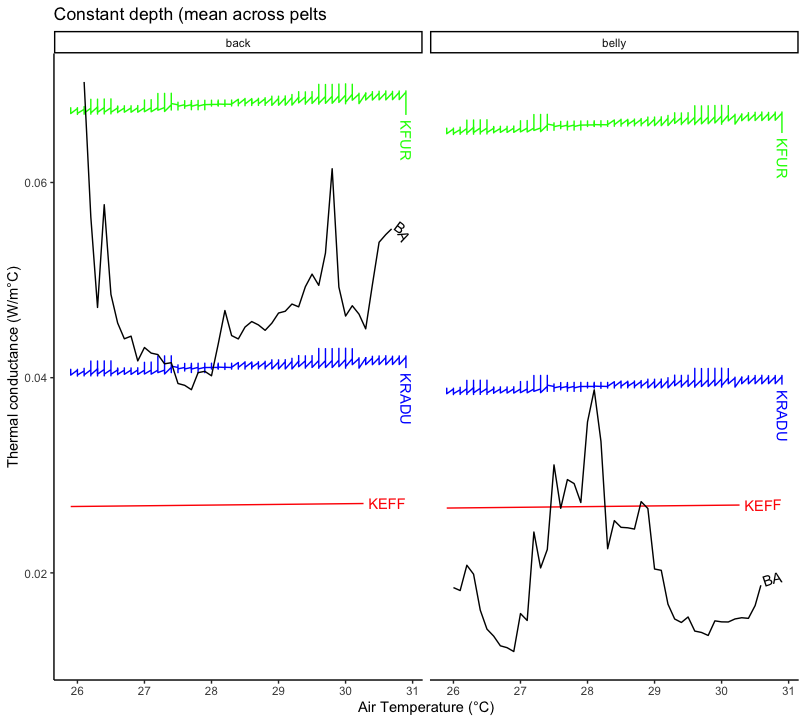 Constant depth (mean across pelts
back
belly
Thermal conductance (W/m°C)
0.06
0.04
0.02
KFUR
BA
KRADU
KEFF
KFUR
KRADU
KEFF
BA
26 27 28 29 30 31
26 27 28 29 30 31
Air Temperature (°C)